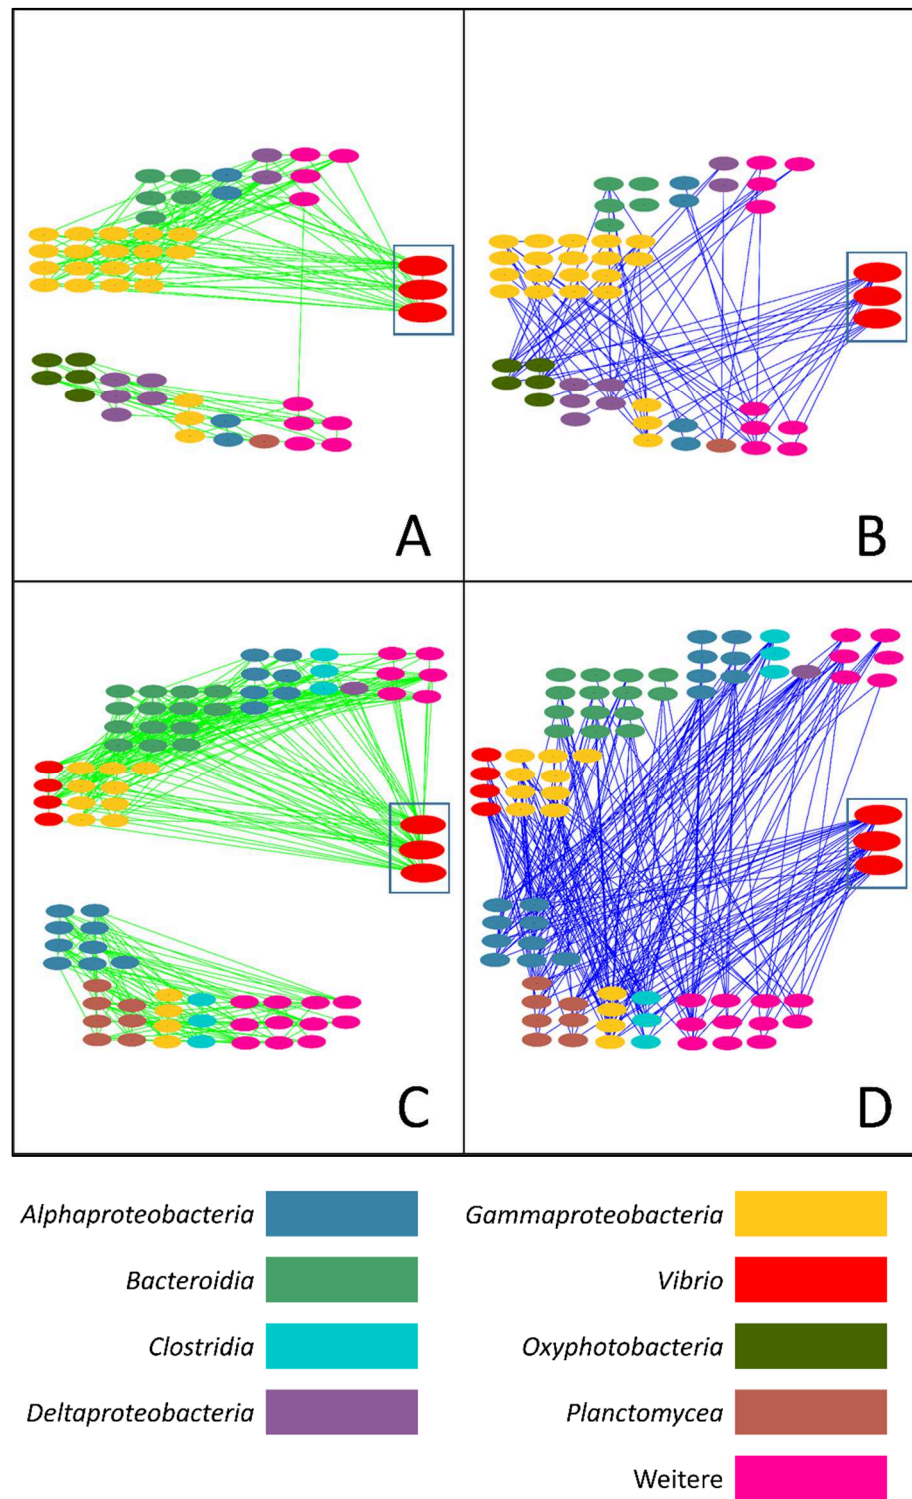 A
B
C
D
Alphaproteobacteria
Gammaproteobacteria
Bacteroidia
Vibrio
Clostridia
Oxyphotobacteria
Deltaproteobacteria
Planctomycea
Weitere